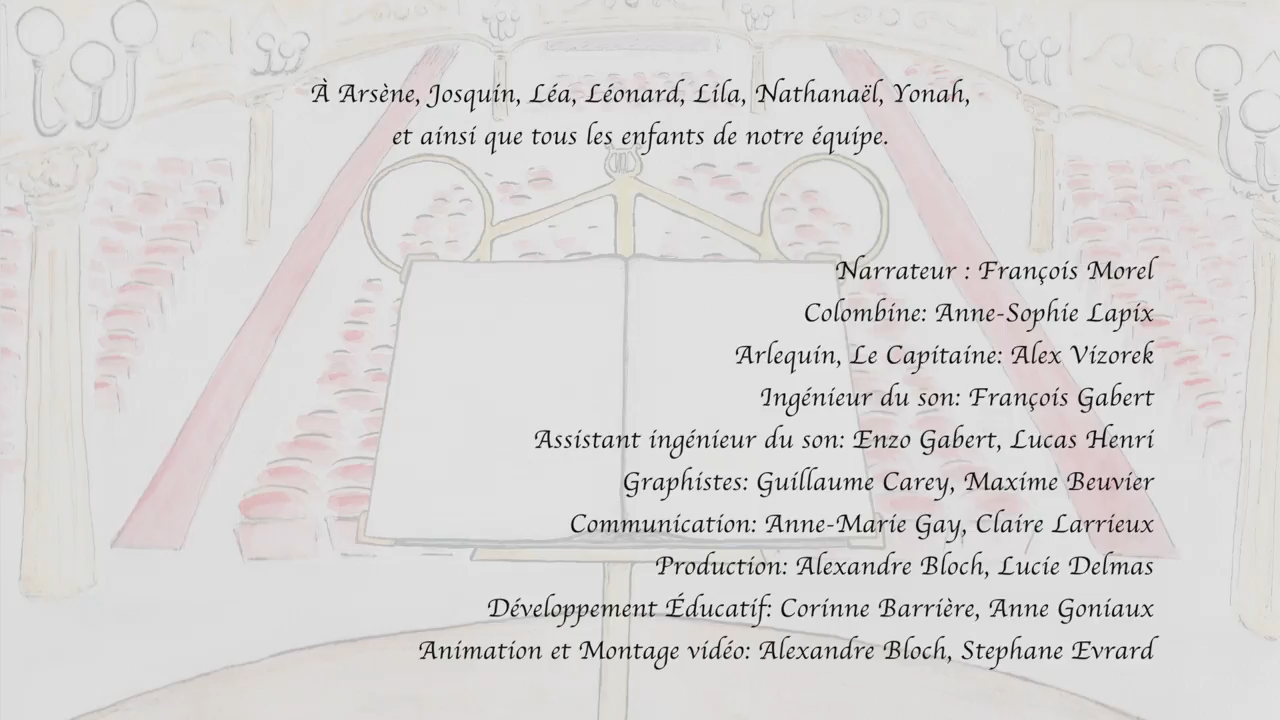 À Arsène, Josquin, Léa, Léonard, Lila, Nathanaël, Yonah,
et ainsi que tous les enfants de notre équipe.
Narrateur : François Morel
Colombine: Anne-Sophie Lapix
Arlequin, Le Capitaine: Alex Vizorek
Ingénieur du son: François Gabert
Assistant ingénieur du son: Enzo Gabert, Lucas Henri
Graphistes: Guillaume Carey, Maxime Beuvier
Communication: Anne-Marie Gay, Claire Larrieux
Production: Alexandre Bloch, Lucie Delmas
Développement Éducatif: Corinne Barrière, Anne Goniaux
Animation et Montage vidéo: Alexandre Bloch, Stephane Evrard